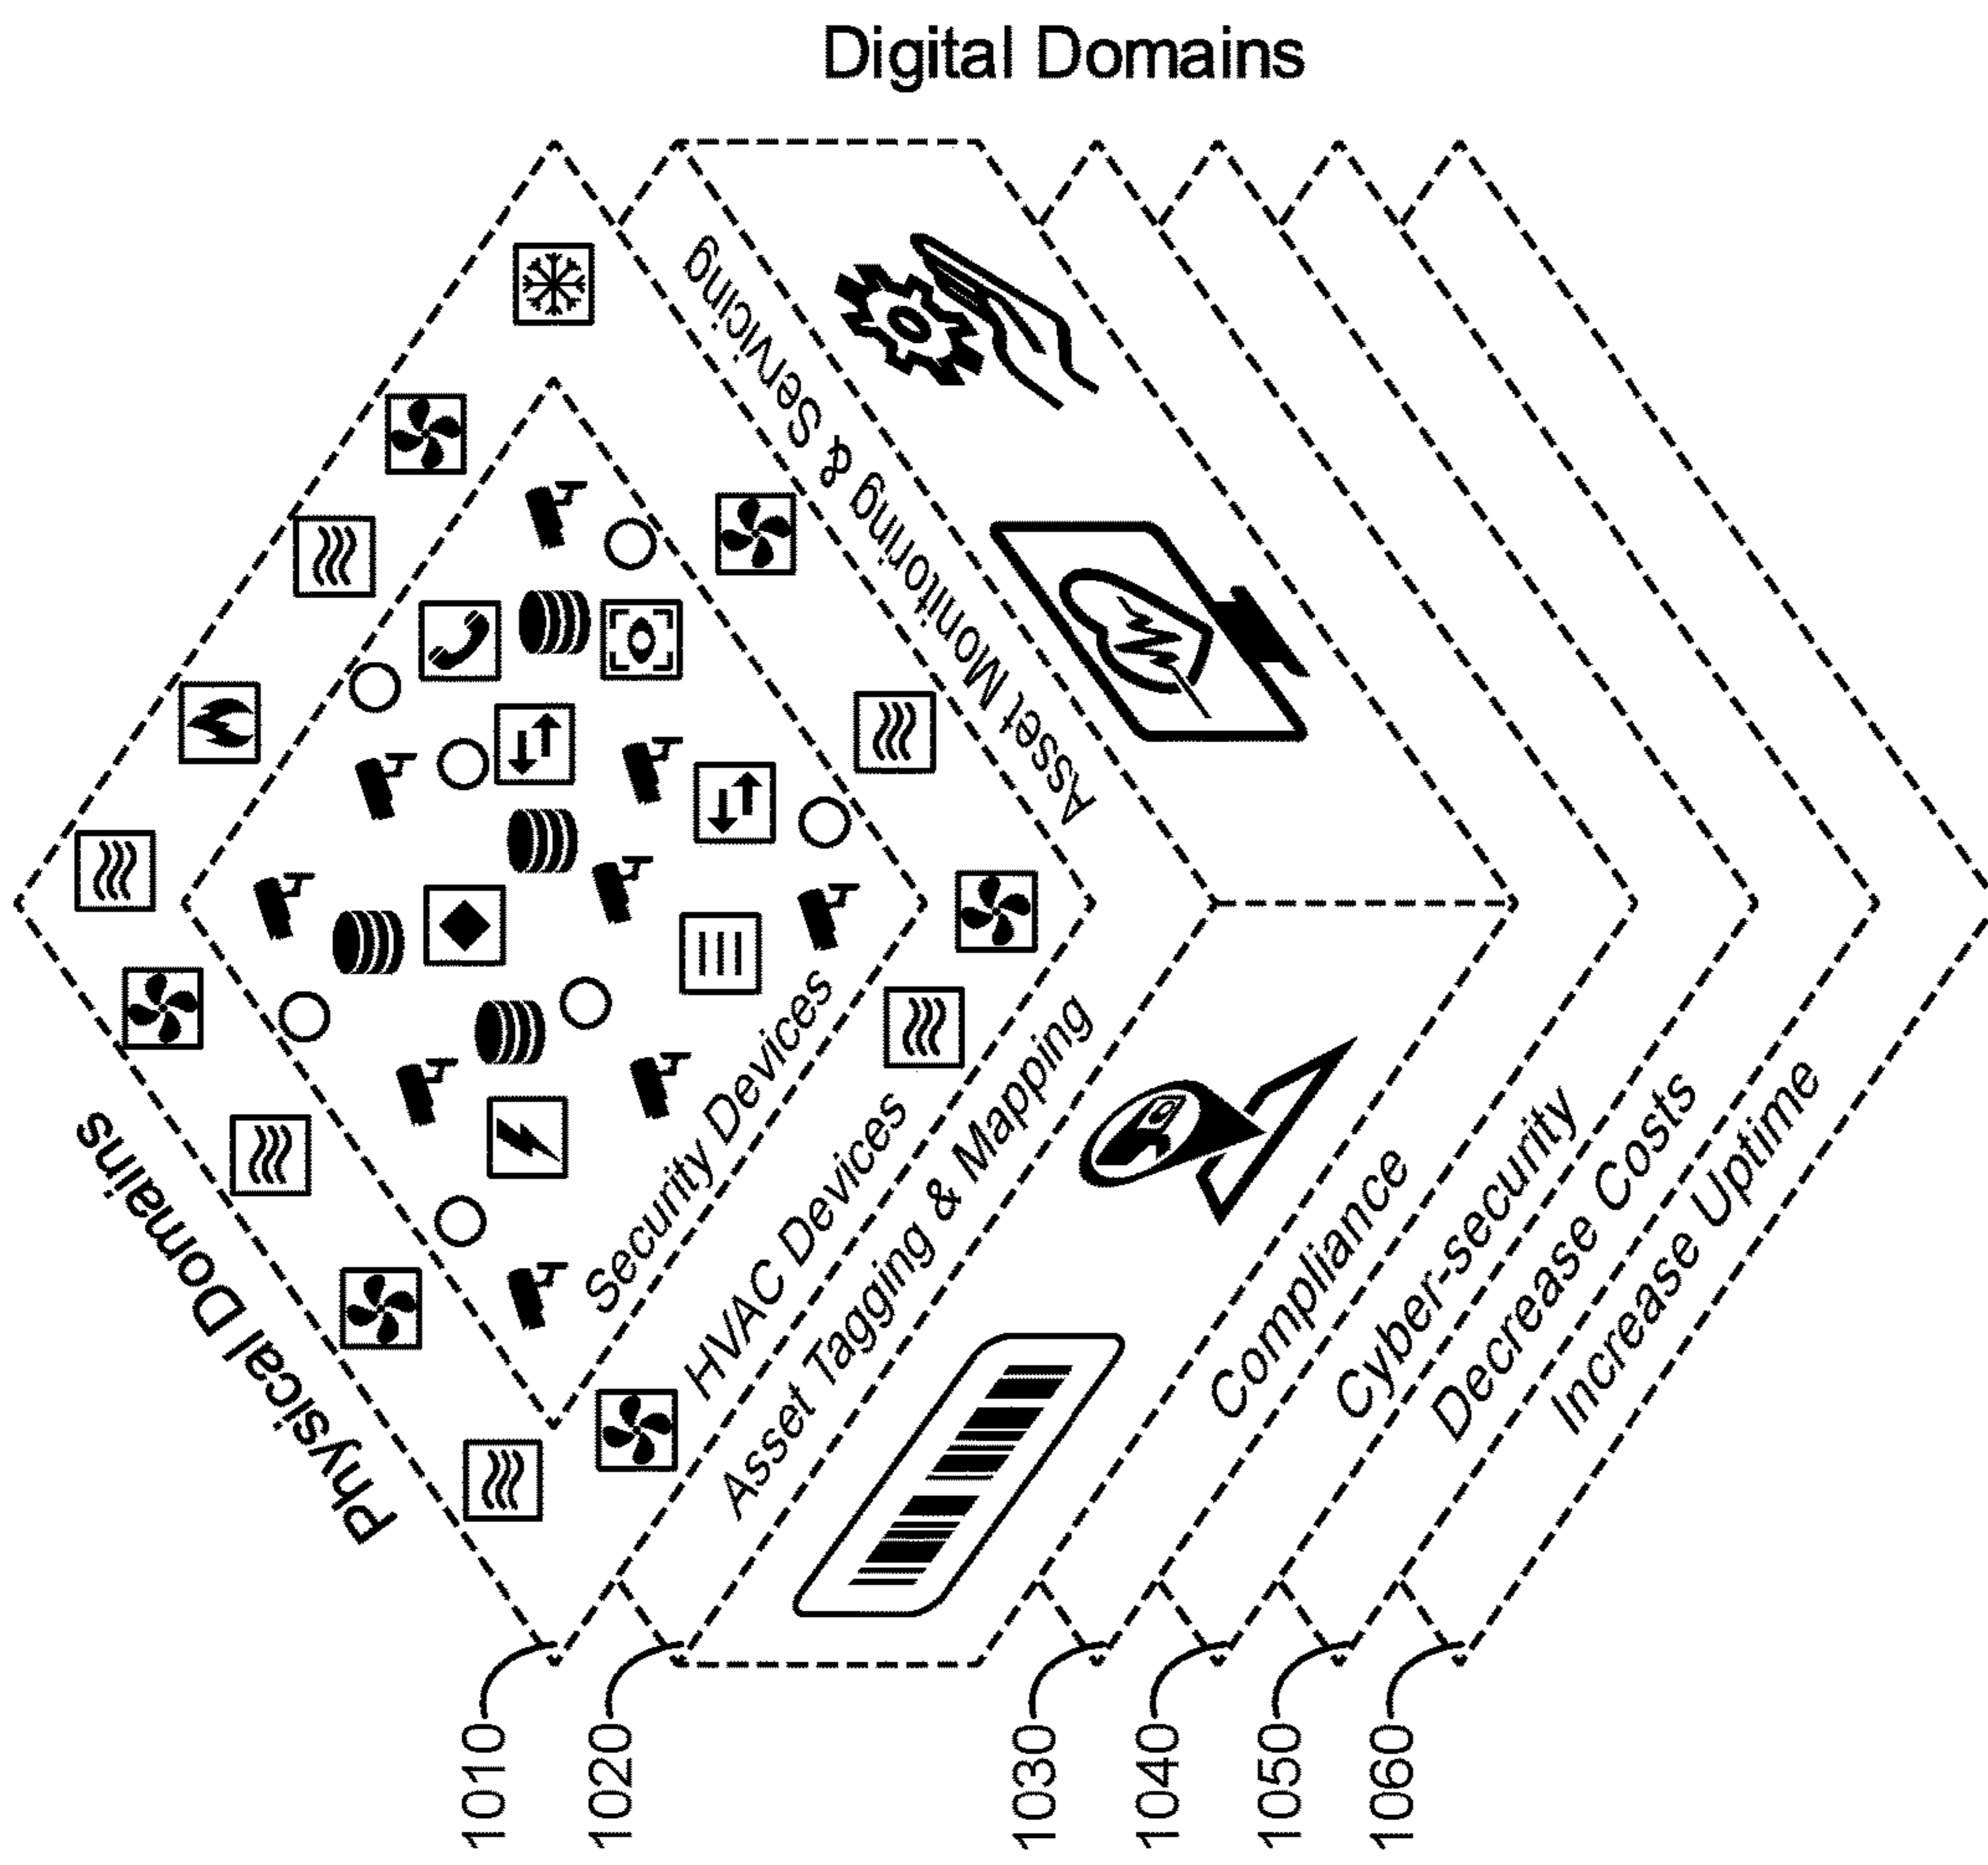 Digital Domains
Physical Domains
Security Devices
HVAC Devices
Asset Tagging & Mapping
Asset Monitoring & Servicing
Compliance
Cyber-security
Decrease Costs
Increase Uptime
1010
1020
1030
1040
1050
1060